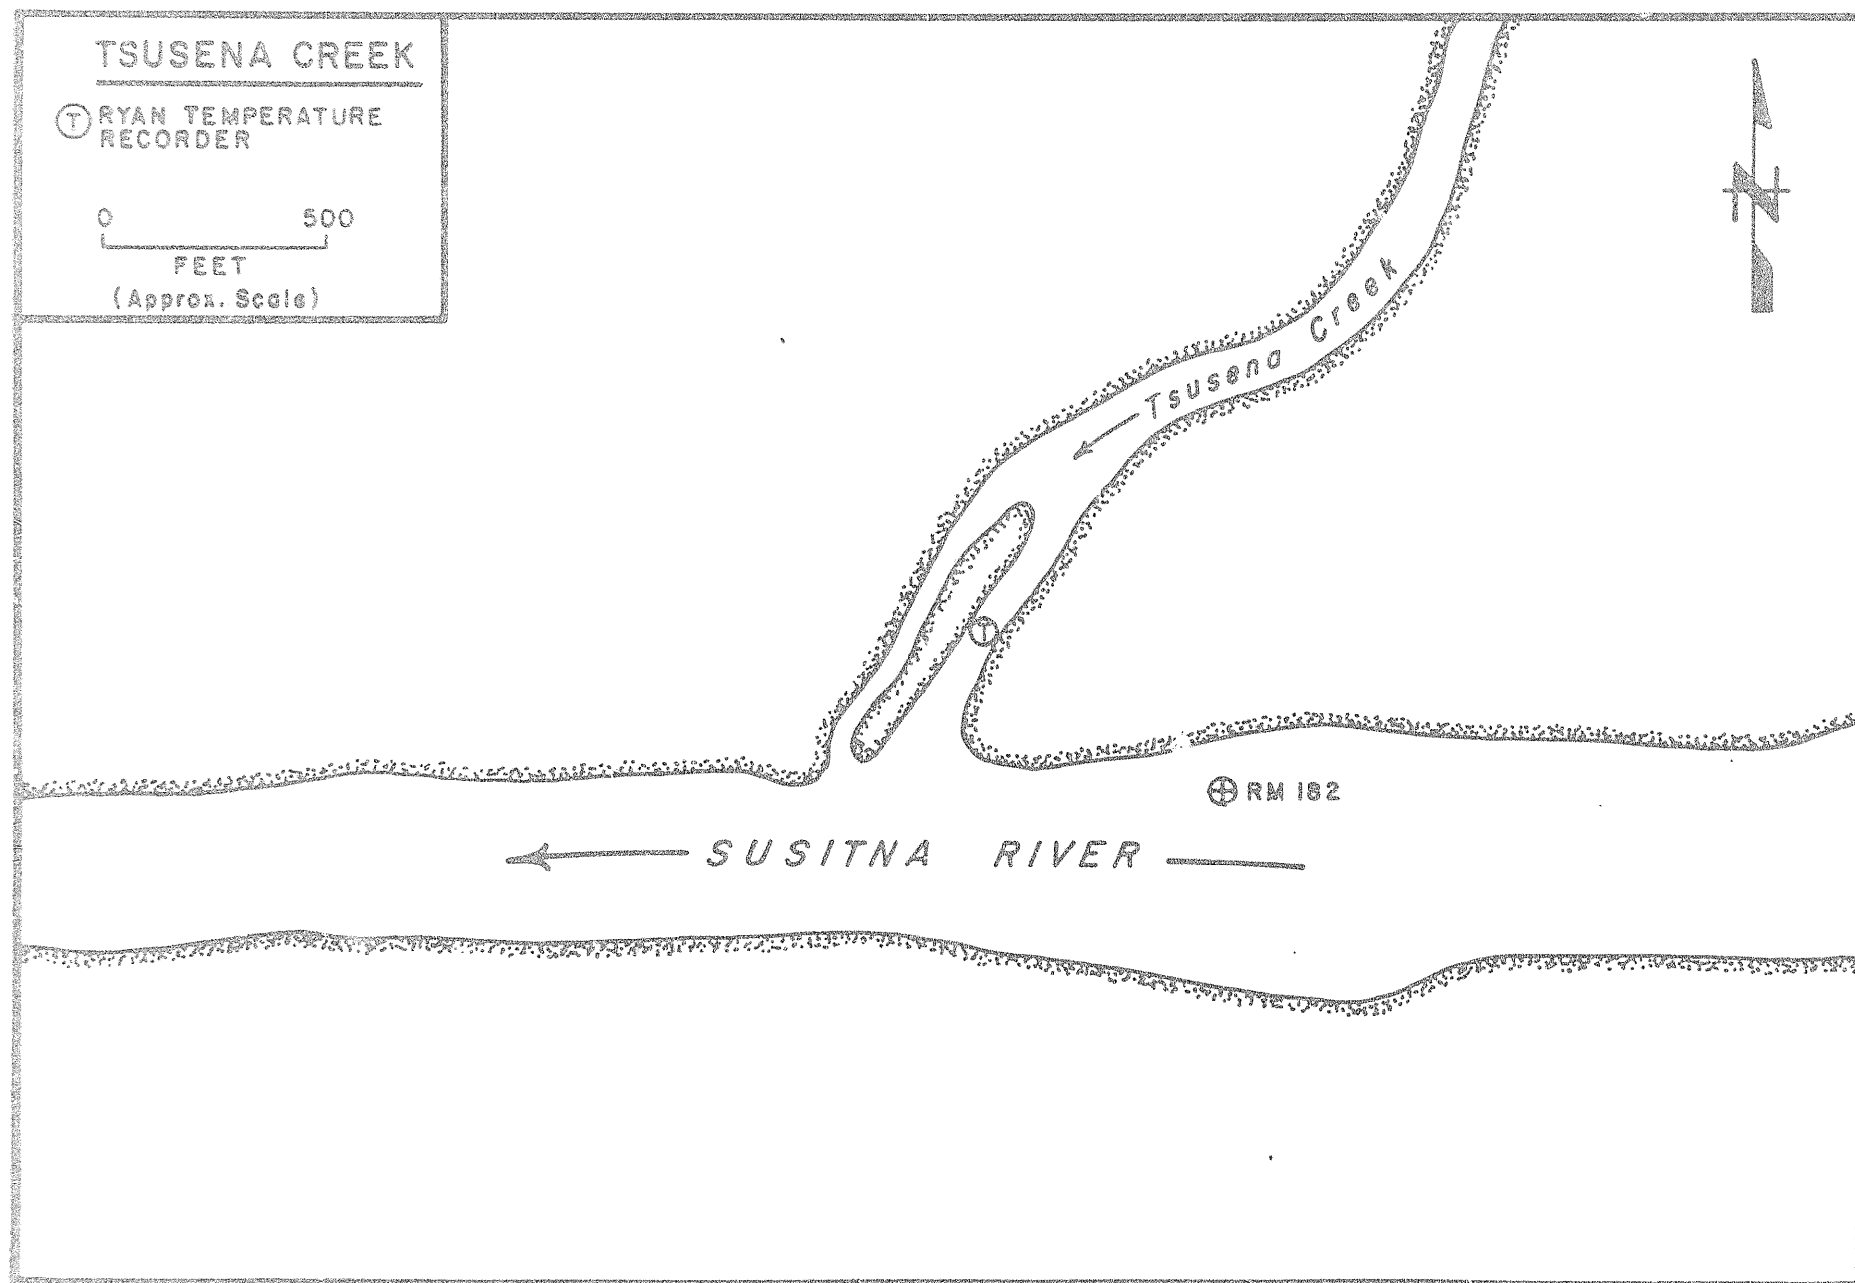 TSUSENA CREEK
T RYAN TEMPERATURE
RECORDER
0 500
FEET
(Approx. Scale)
N
Tsusena Creek
T
RM 182
SUSITNA RIVER